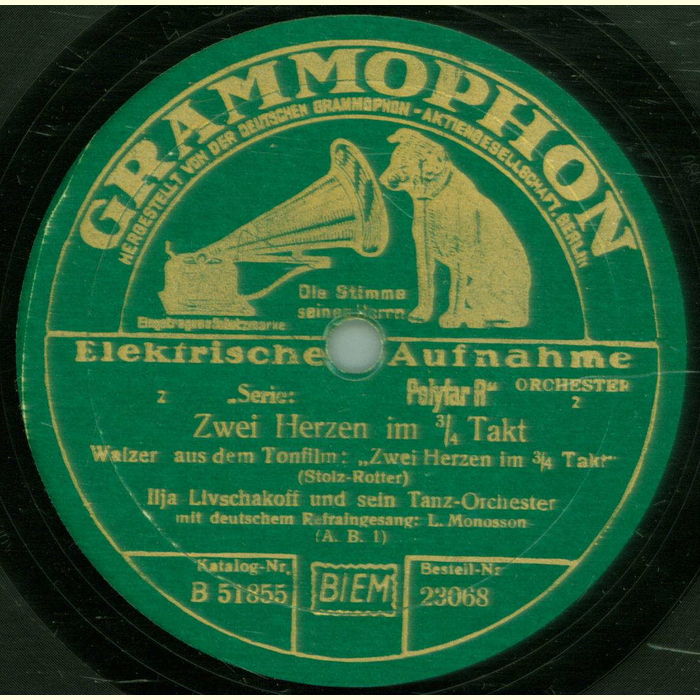 GRAMMOPHON
HERGESTELLT VON DER DEUTSCHEN GRAMMOPHON - AKTIENGESELLSCHAFT, BERLIN
Die Stimme
seines Herrn
Eingetragene Schutzmarke
Elektrische Aufnahme
2 „Serie: Polyfar R“ ORCHESTER
2
Zwei Herzen im 3/4 Takt
Walzer aus dem Tonfilm: „Zwei Herzen im 3/4 Takt“
(Stolz-Rotter)
Ilja Livschakoff und sein Tanz-Orchester
mit deutschem Refraingesang: L. Monosson
(A. B. 1)
Katalog-Nr. BIEM Bestell-Nr
B 51855 23068